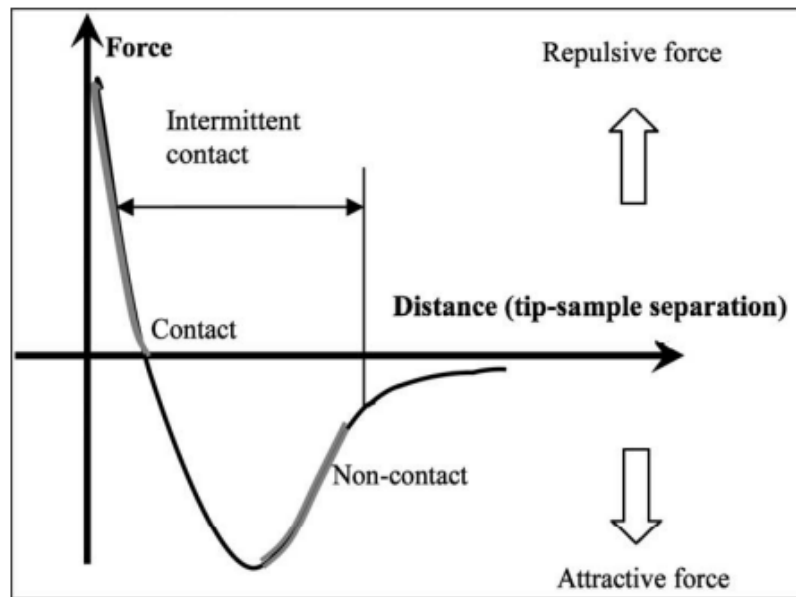 Force
Repulsive force
Intermittent
contact
Distance (tip-sample separation)
Contact
Non-contact
Attractive force